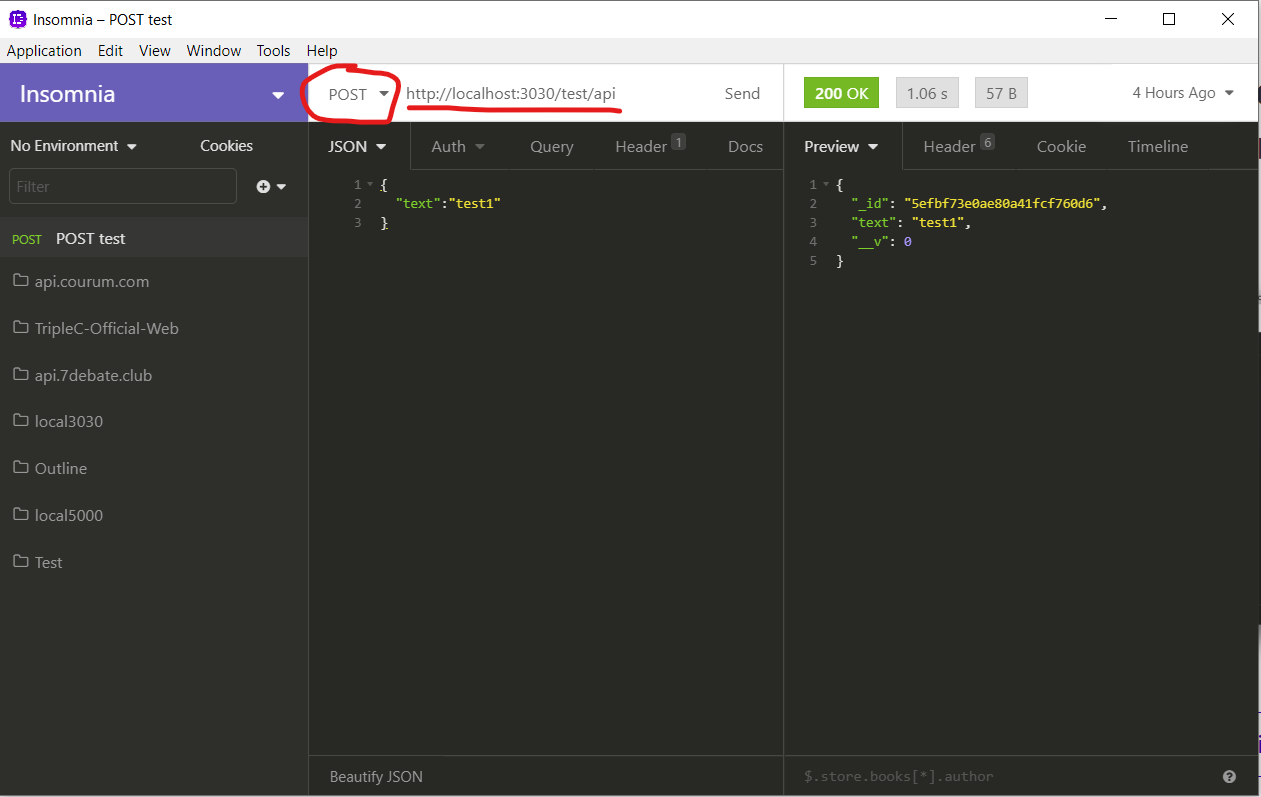 Insomnia – POST test
Application Edit View Window Tools Help
Insomnia
POST http://localhost:3030/test/api Send
200 OK 1.06 s 57 B 4 Hours Ago
No Environment Cookies
JSON Auth Query Header 1 Docs
Preview Header 6 Cookie Timeline
Filter
POST POST test
api.courum.com
TripleC-Official-Web
api.7debate.club
local3030
Outline
local5000
Test
1 {
2 "text":"test1"
3 }
1 {
2 "_id": "5efbf73e0ae80a41fcf760d6",
3 "text": "test1",
4 "__v": 0
5 }
Beautify JSON
$.store.books[*].author